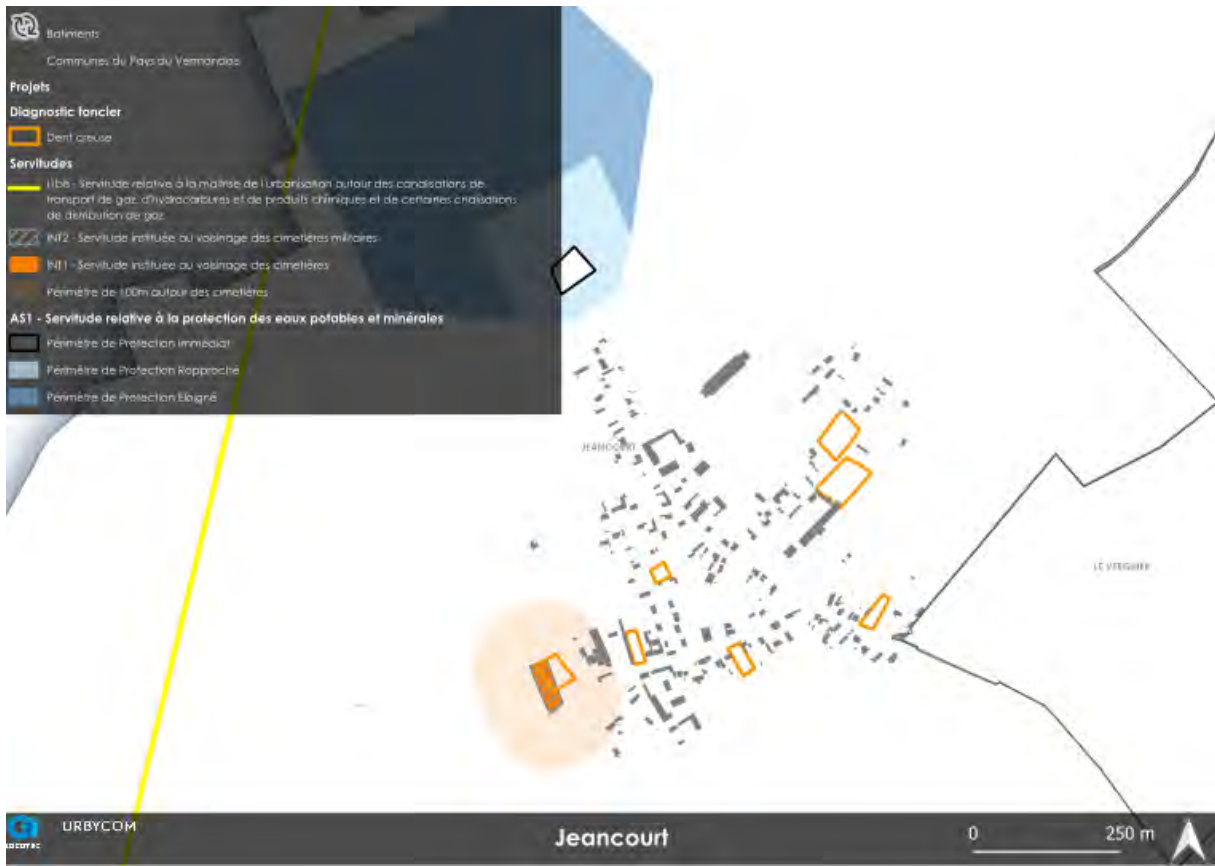 Batiments
Communes du Pays du Vermandois
Projets
Diagnostic foncier
Dent creuse
Servitudes
I1bis - Servitude relative à la maîtrise de l'urbanisation autour des canalisations de
transport de gaz, d'hydrocarbures et de produits chimiques et de certaines cnalisations
de distribution de gaz
INT2 - Servitude instituée au voisinage des cimetières militaires
INT1 - Servitude instituée au voisinage des cimetières
Périmètre de 100m autour des cimetières
AS1 - Servitude relative à la protection des eaux potables et minérales
Périmètre de Protection Immédiat
Périmètre de Protection Rapproché
Périmètre de Protection Eloigné
JEANCOURT
LE VERGUIER
URBYCOM
Jeancourt
0 250 m